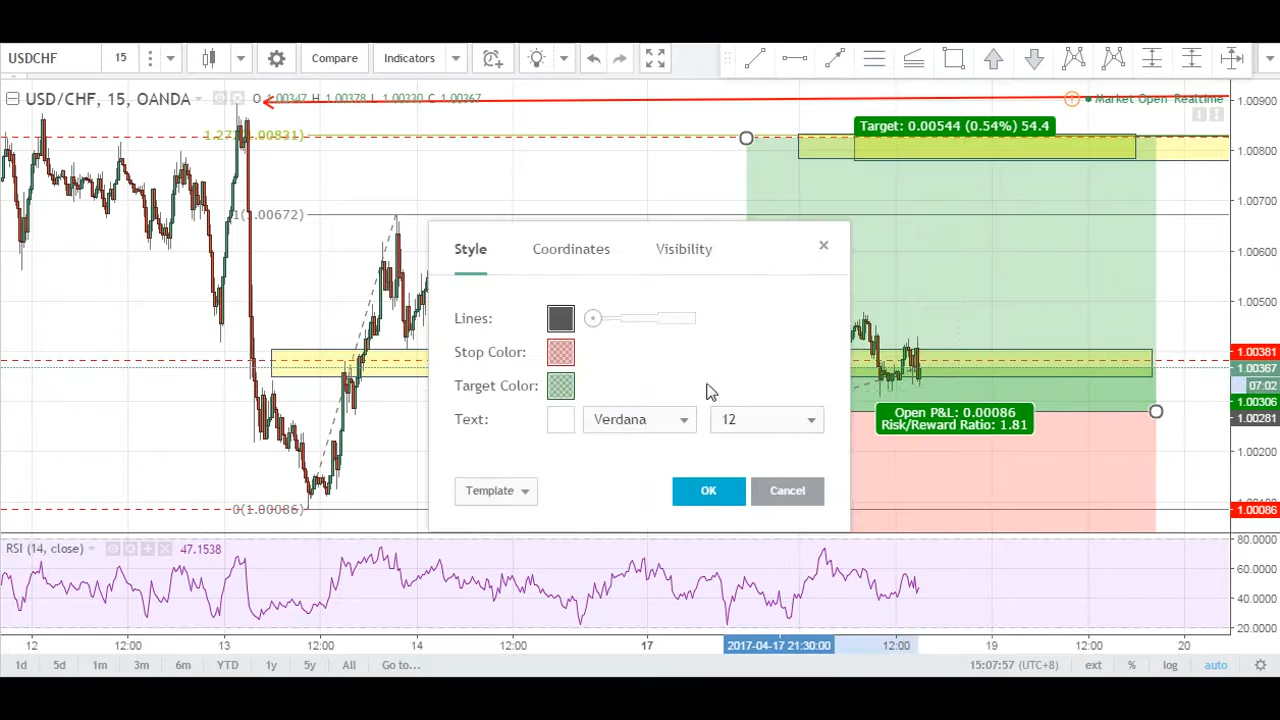 USDCHF 15 Compare Indicators
USD/CHF, 15, OANDA O 1.00347 H 1.00378 L 1.00330 C 1.00367 Market Open Realtime
1.00900
Target: 0.00544 (0.54%) 54.4
1.00800
1.00700
1(1.00672)
1.00600
Style Coordinates Visibility
1.00500
Lines:
Stop Color:
1.00381
1.00367
Target Color:
07:02
1.00306
Text: Verdana 12
Open P&L: 0.00086
Risk/Reward Ratio: 1.81
1.00281
1.00200
Template OK Cancel
0(1.00086)
1.00086
RSI (14, close) 47.1538
80.0000
60.0000
40.0000
20.0000
12 12:00 13 12:00 14 12:00 17 2017-04-17 21:30:00 12:00 19 12:00 20
1d 5d 1m 3m 6m YTD 1y 5y All Go to... 15:07:57 (UTC+8) ext % log auto